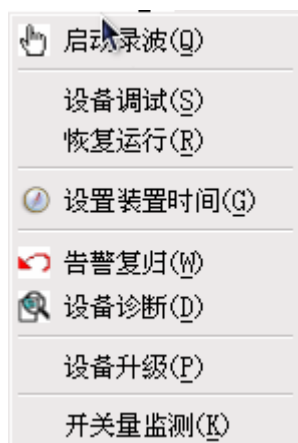 启动录波(Q)
设备调试(S)
恢复运行(R)
设置装置时间(G)
告警复归(W)
设备诊断(D)
设备升级(P)
开关量监测(K)